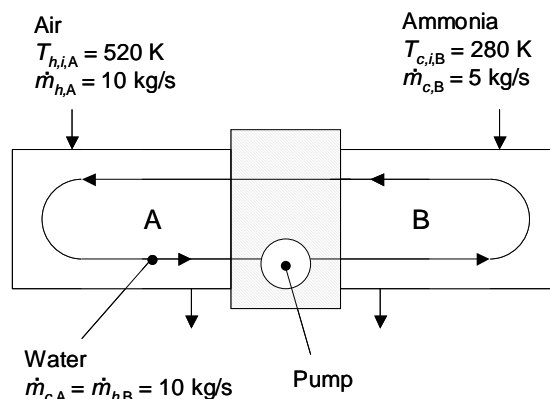 Air
T_{h,i,A} = 520 K
ṁ_{h,A} = 10 kg/s
Ammonia
T_{c,i,B} = 280 K
ṁ_{c,B} = 5 kg/s
A
B
Water
ṁ_{c,A} = ṁ_{h,B} = 10 kg/s
Pump